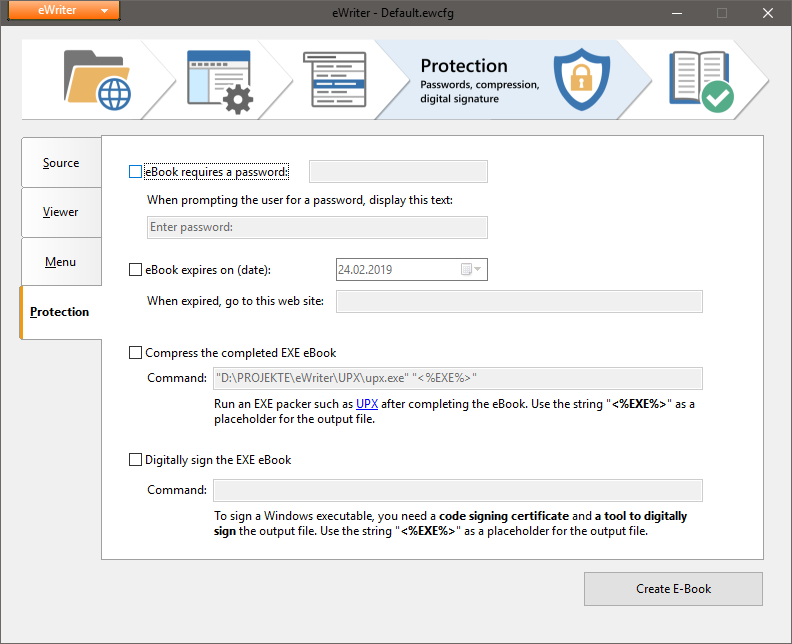 eWriter
eWriter - Default.ewcfg
Protection
Passwords, compression,
digital signature
Source
Viewer
Menu
Protection
eBook requires a password:
When prompting the user for a password, display this text:
Enter password:
eBook expires on (date):
24.02.2019
When expired, go to this web site:
Compress the completed EXE eBook
Command:
"D:\PROJEKTE\eWriter\UPX\upx.exe" "<%EXE%>"
Run an EXE packer such as UPX after completing the eBook. Use the string "<%EXE%>" as a
placeholder for the output file.
Digitally sign the EXE eBook
Command:
To sign a Windows executable, you need a code signing certificate and a tool to digitally
sign the output file. Use the string "<%EXE%>" as a placeholder for the output file.
Create E-Book